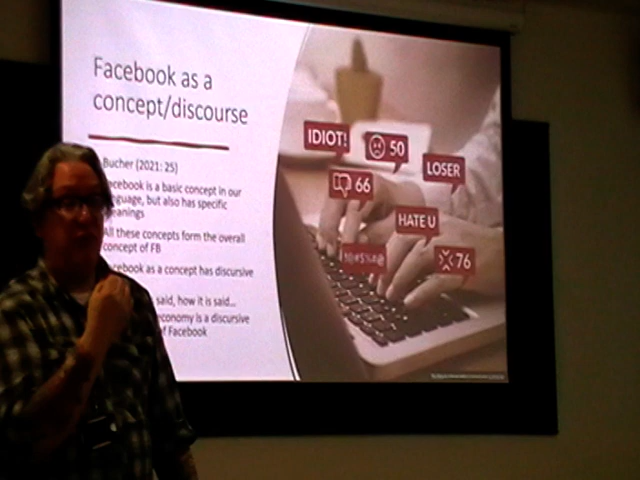 Facebook as a
concept/discourse
Bucher (2021: 25)
cebook is a basic concept in our
nguage, but also has specific
eanings
All these concepts form the overall
concept of FB
cebook as a concept has discursive
said, how it is said...
economy is a discursive
of Facebook
IDIOT!
50
LOSER
66
HATE U
76